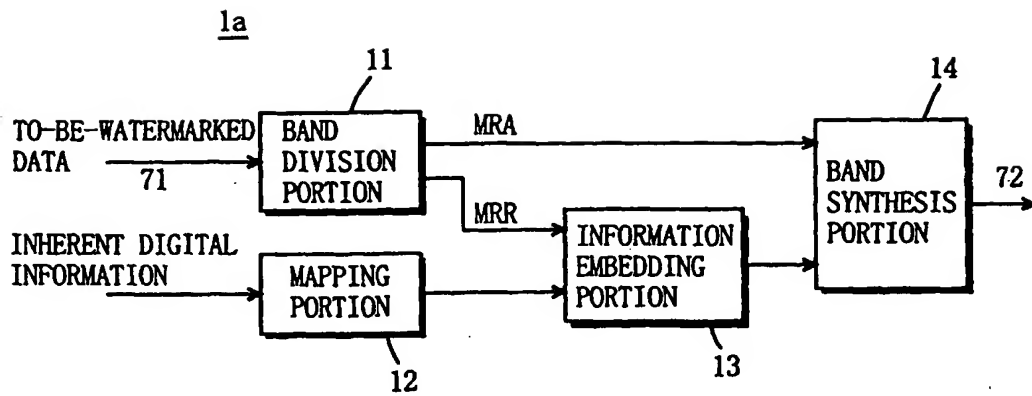 1a
11
14
TO-BE-WATERMARKED
DATA
71
BAND
DIVISION
PORTION
MRA
MRR
BAND
SYNTHESIS
PORTION
72
INHERENT DIGITAL
INFORMATION
MAPPING
PORTION
INFORMATION
EMBEDDING
PORTION
12
13